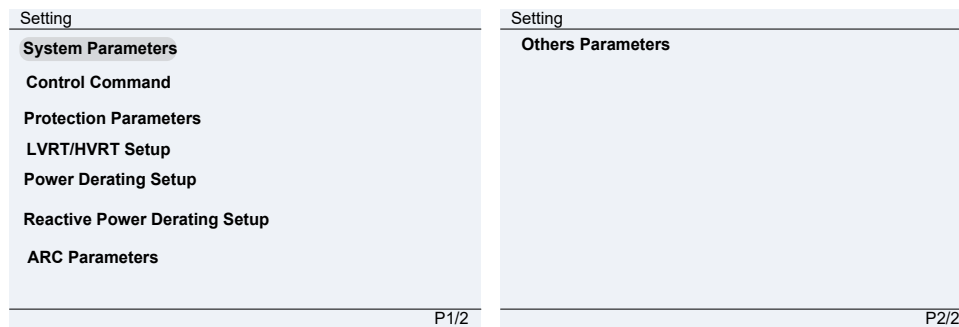 Setting
System Parameters
Control Command
Protection Parameters
LVRT/HVRT Setup
Power Derating Setup
Reactive Power Derating Setup
ARC Parameters
P1/2
Setting
Others Parameters
P2/2